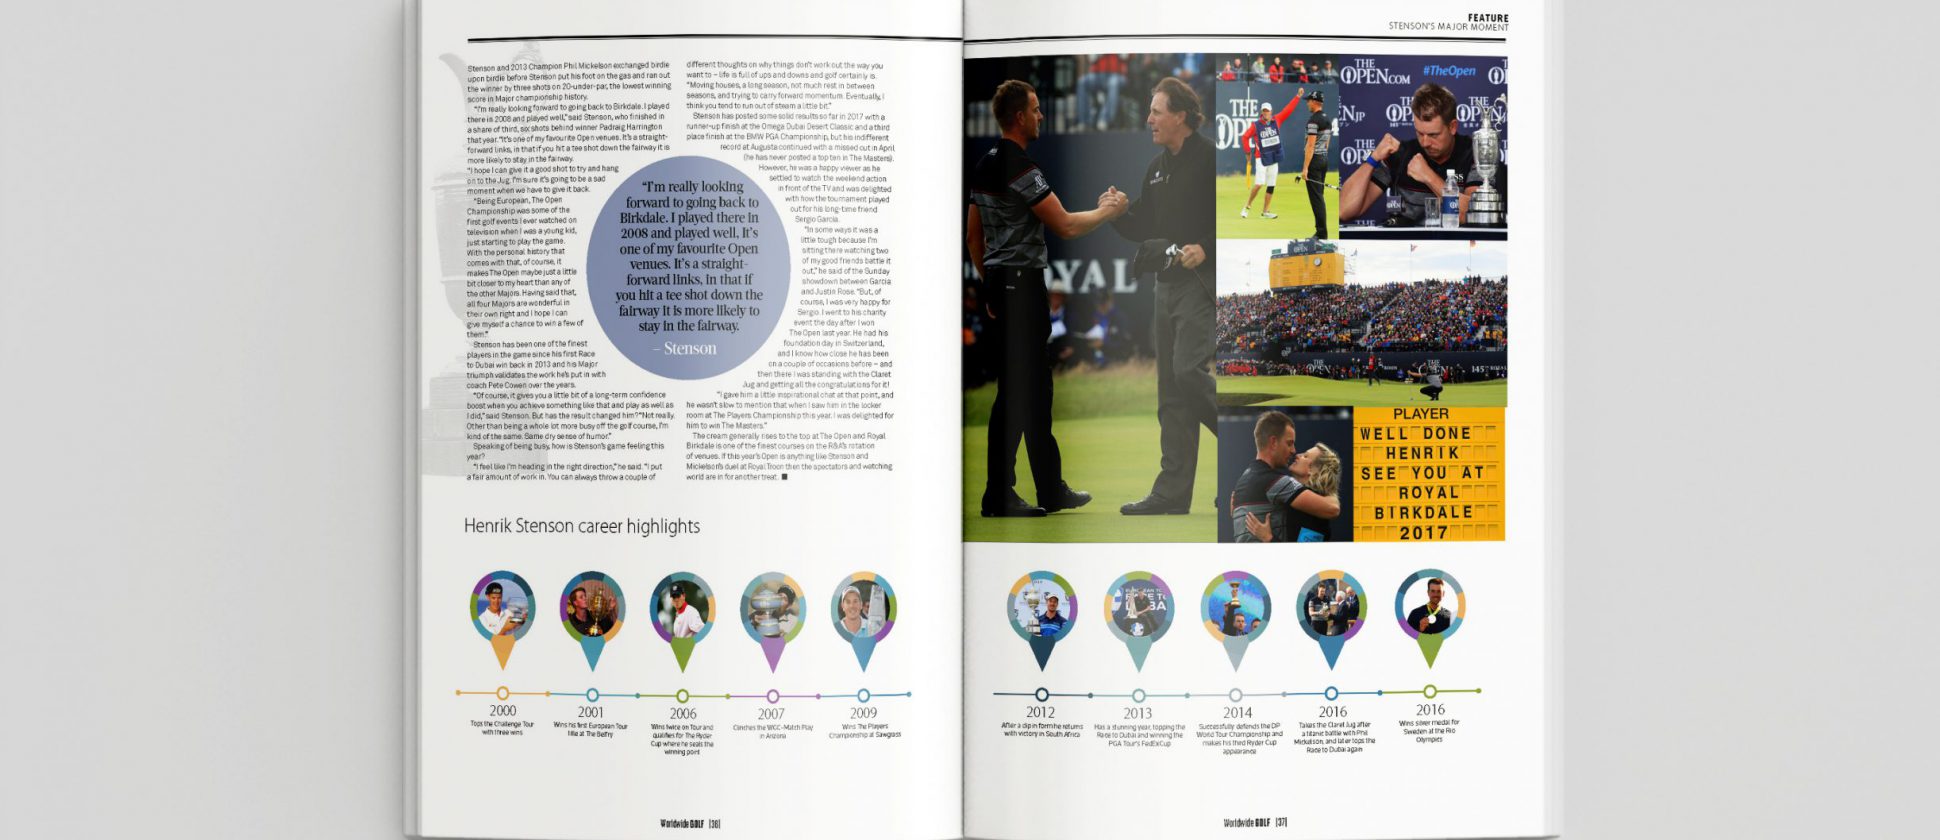 FEATURE
STENSON'S MAJOR MOMENT
Stenson and 2013 Champion Phil Mickelson exchanged birdie
upon birdie before Stenson put his foot on the gas and ran out
the winner by three shots on 20-under-par, the lowest winning
score in Major championship history.
"I'm really looking forward to going back to Birkdale. I played
there is 2008 and played well," said Stenson, who finished in
a share of third, six shots behind winner Padraig Harrington
that year. "It's one of my favourite Open venues. It's a straight-
forward links, in that if you hit a tee shot down the fairway it is
more likely to stay in the fairway.
"I hope I can give it a good shot to try and hang
on to the Jug. I'm sure it's going to be a sad
moment when we have to give it back.
"Being European, The Open
Championship was some of the
first golf events I ever watched on
television when I was a young kid,
just starting to play the game.
With the personal history that
comes with that, of course, it
makes The Open maybe just a little
bit closer to my heart than any of
the other Majors. Having said that,
all four Majors are wonderful in
their own right and I hope I can
give myself a chance to win a few of
them."
Stenson has been one of the finest
players in the game since his first Race
to Dubai win back in 2013 and his Major
triumph validates the work he's put in with
coach Pete Cowen over the years.
"Of course, it gives you a little bit of a long-term confidence
boost when you achieve something like that and play as well as
I did," said Stenson. But has the result changed him? "Not really.
Other than being a whole lot more busy off the golf course, I'm
kind of the same. Same dry sense of humor."
Speaking of being busy, how is Stenson's game feeling this
year?
"I feel like I'm heading in the right direction," he said. "I put
a fair amount of work in. You can always throw a couple of
different thoughts on why things don't work out the way you
want to – life is full of ups and downs and golf certainly is.
"Moving houses, a long season, not much rest in between
seasons, and trying to carry forward momentum. Eventually, I
think you tend to run out of steam a little bit."
Stenson has posted some solid results so far in 2017 with a
runner-up finish at the Omega Dubai Desert Classic and a third
place finish at the BMW PGA Championship, but his indifferent
record at Augusta continued with a missed cut in April
(he has never posted a top ten in The Masters).
However, he was a happy viewer as he
settled to watch the weekend action
in front of the TV and was delighted
with how the tournament played
out for his long-time friend
Sergio Garcia.
"In some ways it was a
little tough because I'm
sitting there watching two
of my good friends battle it
out," he said of the Sunday
showdown between Garcia
and Justin Rose. "But, of
course, I was very happy for
Sergio. I went to his charity
event the day after I won
The Open last year. He had his
foundation day in Switzerland,
and I know how close he has been
on a couple of occasions before – and
then there I was standing with the Claret
Jug and getting all the congratulations for it!
"I gave him a little inspirational chat at that point, and
he wasn't slow to mention that when I saw him in the locker
room at The Players Championship this year. I was delighted for
him to win The Masters."
The cream generally rises to the top at The Open and Royal
Birkdale is one of the finest courses on the R&A's rotation
of venues. If this year's Open is anything like Stenson and
Mickelson's duel at Royal Troon then the spectators and watching
world are in for another treat. ■
"I'm really looking
forward to going back to
Birkdale. I played there in
2008 and played well. It's
one of my favourite Open
venues. It's a straight-
forward links, in that if
you hit a tee shot down the
fairway it is more likely to
stay in the fairway.
– Stenson
THE
OPEN.COM
#TheOpen
THE
OPE
OYAL
PLAYER
WELL DONE
HENRIK
SEE YOU AT
ROYAL
BIRKDALE
2017
Henrik Stenson career highlights
2000
Tops the Challenge Tour
with three wins
2001
Wins his first European Tour
title at The Belfry
2006
Wins twice on Tour and
qualifies for The Ryder
Cup where he seals the
winning point
2007
Clinches the WGC-Match Play
in Arizona
2009
Wins The Players
Championship at Sawgrass
2012
After a dip in form he returns
with victory in South Africa
2013
Has a stunning year, topping the
Race to Dubai and winning the
PGA Tour's FedExCup
2014
Successfully defends the DP
World Tour Championship and
makes his third Ryder Cup
appearance
2016
Takes the Claret Jug after
a titanic battle with Phil
Mickelson, and later tops the
Race to Dubai again
2016
Wins silver medal for
Sweden at the Rio
Olympics
Worldwide GOLF |36|
Worldwide GOLF |37|